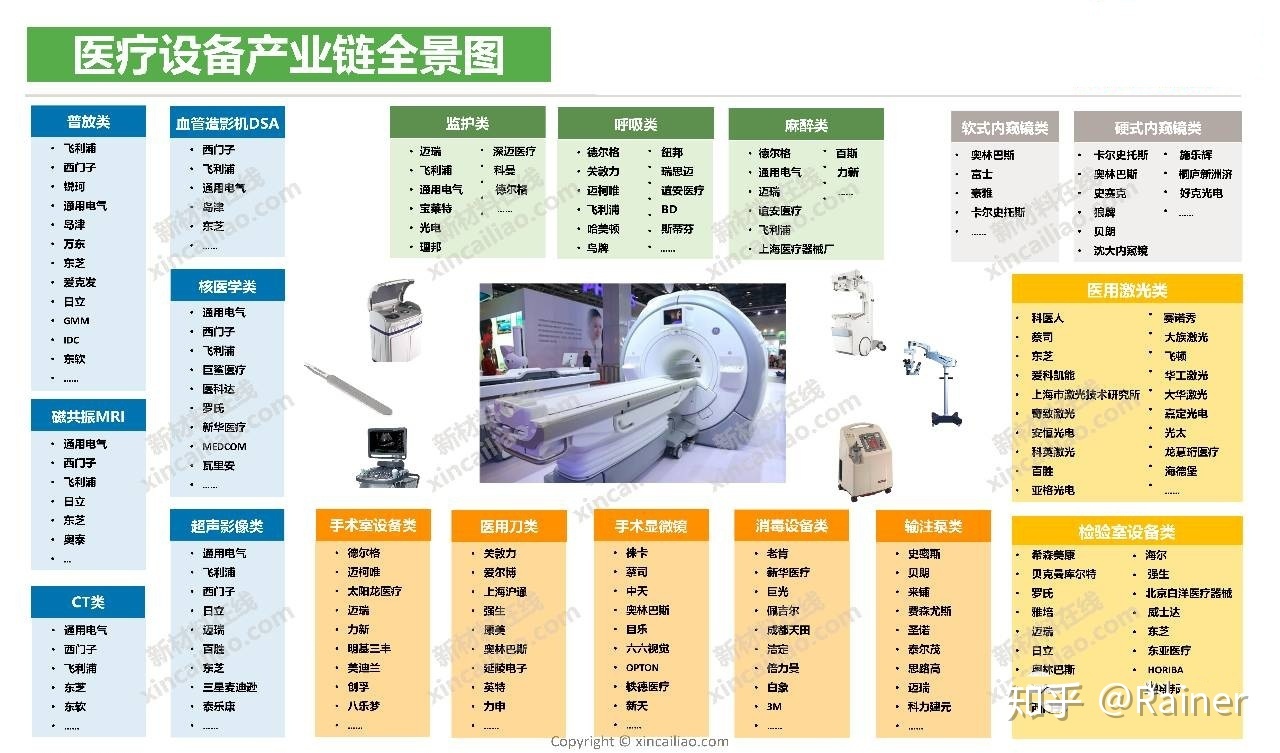 医疗设备产业链全景图
普放类
• 飞利浦
• 西门子
• 锐珂
• 通用电气
• 岛津
• 万东
• 东芝
• 爱克发
• 日立
• GMM
• IDC
• 东软
• ......
磁共振MRI
• 通用电气
• 西门子
• 飞利浦
• 日立
• 东芝
• 奥泰
• ...
CT类
• 通用电气
• 西门子
• 飞利浦
• 东芝
• 东软
• ......
血管造影机DSA
• 西门子
• 飞利浦
• 通用电气
• 岛津
• 东芝
• ......
核医学类
• 通用电气
• 西门子
• 飞利浦
• 巨鲨医疗
• 医科达
• 罗氏
• 新华医疗
• MEDCOM
• 瓦里安
• ......
超声影像类
• 通用电气
• 飞利浦
• 西门子
• 日立
• 迈瑞
• 百胜
• 东芝
• 三星麦迪逊
• 泰乐康
• ......
监护类
• 迈瑞
• 飞利浦
• 通用电气
• 宝莱特
• 光电
• 理邦
• 深迈医疗
• 科曼
• 德尔格
• ......
呼吸类
• 德尔格
• 关敏力
• 迈柯唯
• 飞利浦
• 哈美顿
• 鸟牌
• 纽邦
• 瑞思迈
• 谊安医疗
• BD
• 斯蒂芬
• ......
麻醉类
• 德尔格
• 通用电气
• 迈瑞
• 谊安医疗
• 飞利浦
• 上海医疗器械厂
• 百斯
• 力新
• ......
软式内窥镜类
• 奥林巴斯
• 富士
• 豪雅
• 卡尔史托斯
• ......
硬式内窥镜类
• 卡尔史托斯
• 奥林巴斯
• 史赛克
• 狼牌
• 贝朗
• 沈大内窥镜
• 施乐辉
• 桐庐新洲济
• 好克光电
• ......
医用激光类
• 科医人
• 蔡司
• 东芝
• 爱科凯能
• 上海市激光技术研究所
• 奇致激光
• 安恒光电
• 科英激光
• 百胜
• 亚格光电
• 赛诺秀
• 大族激光
• 飞顿
• 华工激光
• 大华激光
• 嘉定光电
• 光太
• 龙慧珩医疗
• 海德堡
• ......
手术室设备类
• 德尔格
• 迈柯唯
• 太阳龙医疗
• 迈瑞
• 力新
• 明基三丰
• 美迪兰
• 创孚
• 八乐梦
• ......
医用刀类
• 关敏力
• 爱尔博
• 上海沪通
• 强生
• 康美
• 奥林巴斯
• 延陵电子
• 英特
• 力申
• ......
手术显微镜
• 徕卡
• 蔡司
• 中天
• 奥林巴斯
• 目乐
• 六六视觉
• OPTON
• 轶德医疗
• 新天
• ......
消毒设备类
• 老肯
• 新华医疗
• 巨光
• 佩吉尔
• 成都天田
• 洁定
• 倍力曼
• 白象
• 3M
• ......
输注泵类
• 史密斯
• 贝朗
• 来铺
• 费森尤斯
• 圣诺
• 泰尔茂
• 思路高
• 迈瑞
• 科力建元
• ......
检验室设备类
• 希森美康
• 贝克曼库尔特
• 罗氏
• 雅培
• 迈瑞
• 日立
• 奥林巴斯
• 海尔
• 强生
• 北京白洋医疗器械
• 威士达
• 东芝
• 东亚医疗
• HORIBA
知乎 @Rainer
新材料在线
xincailiao.com
Copyright © xincailiao.com